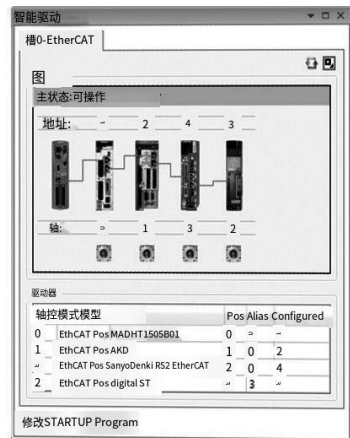 智能驱动
槽0-EtherCAT
图
主状态:可操作
地址: 2 4 3
轴: 1 3 2
驱动器
轴控模式模型 Pos Alias Configured
0 EthCAT Pos MADHT1505B01 0
1 EthCAT Pos AKD 1 0 2
EthCAT Pos SanyoDenki RS2 EtherCAT 2 0 4
2 EthCAT Pos digital ST 3
修改STARTUP Program